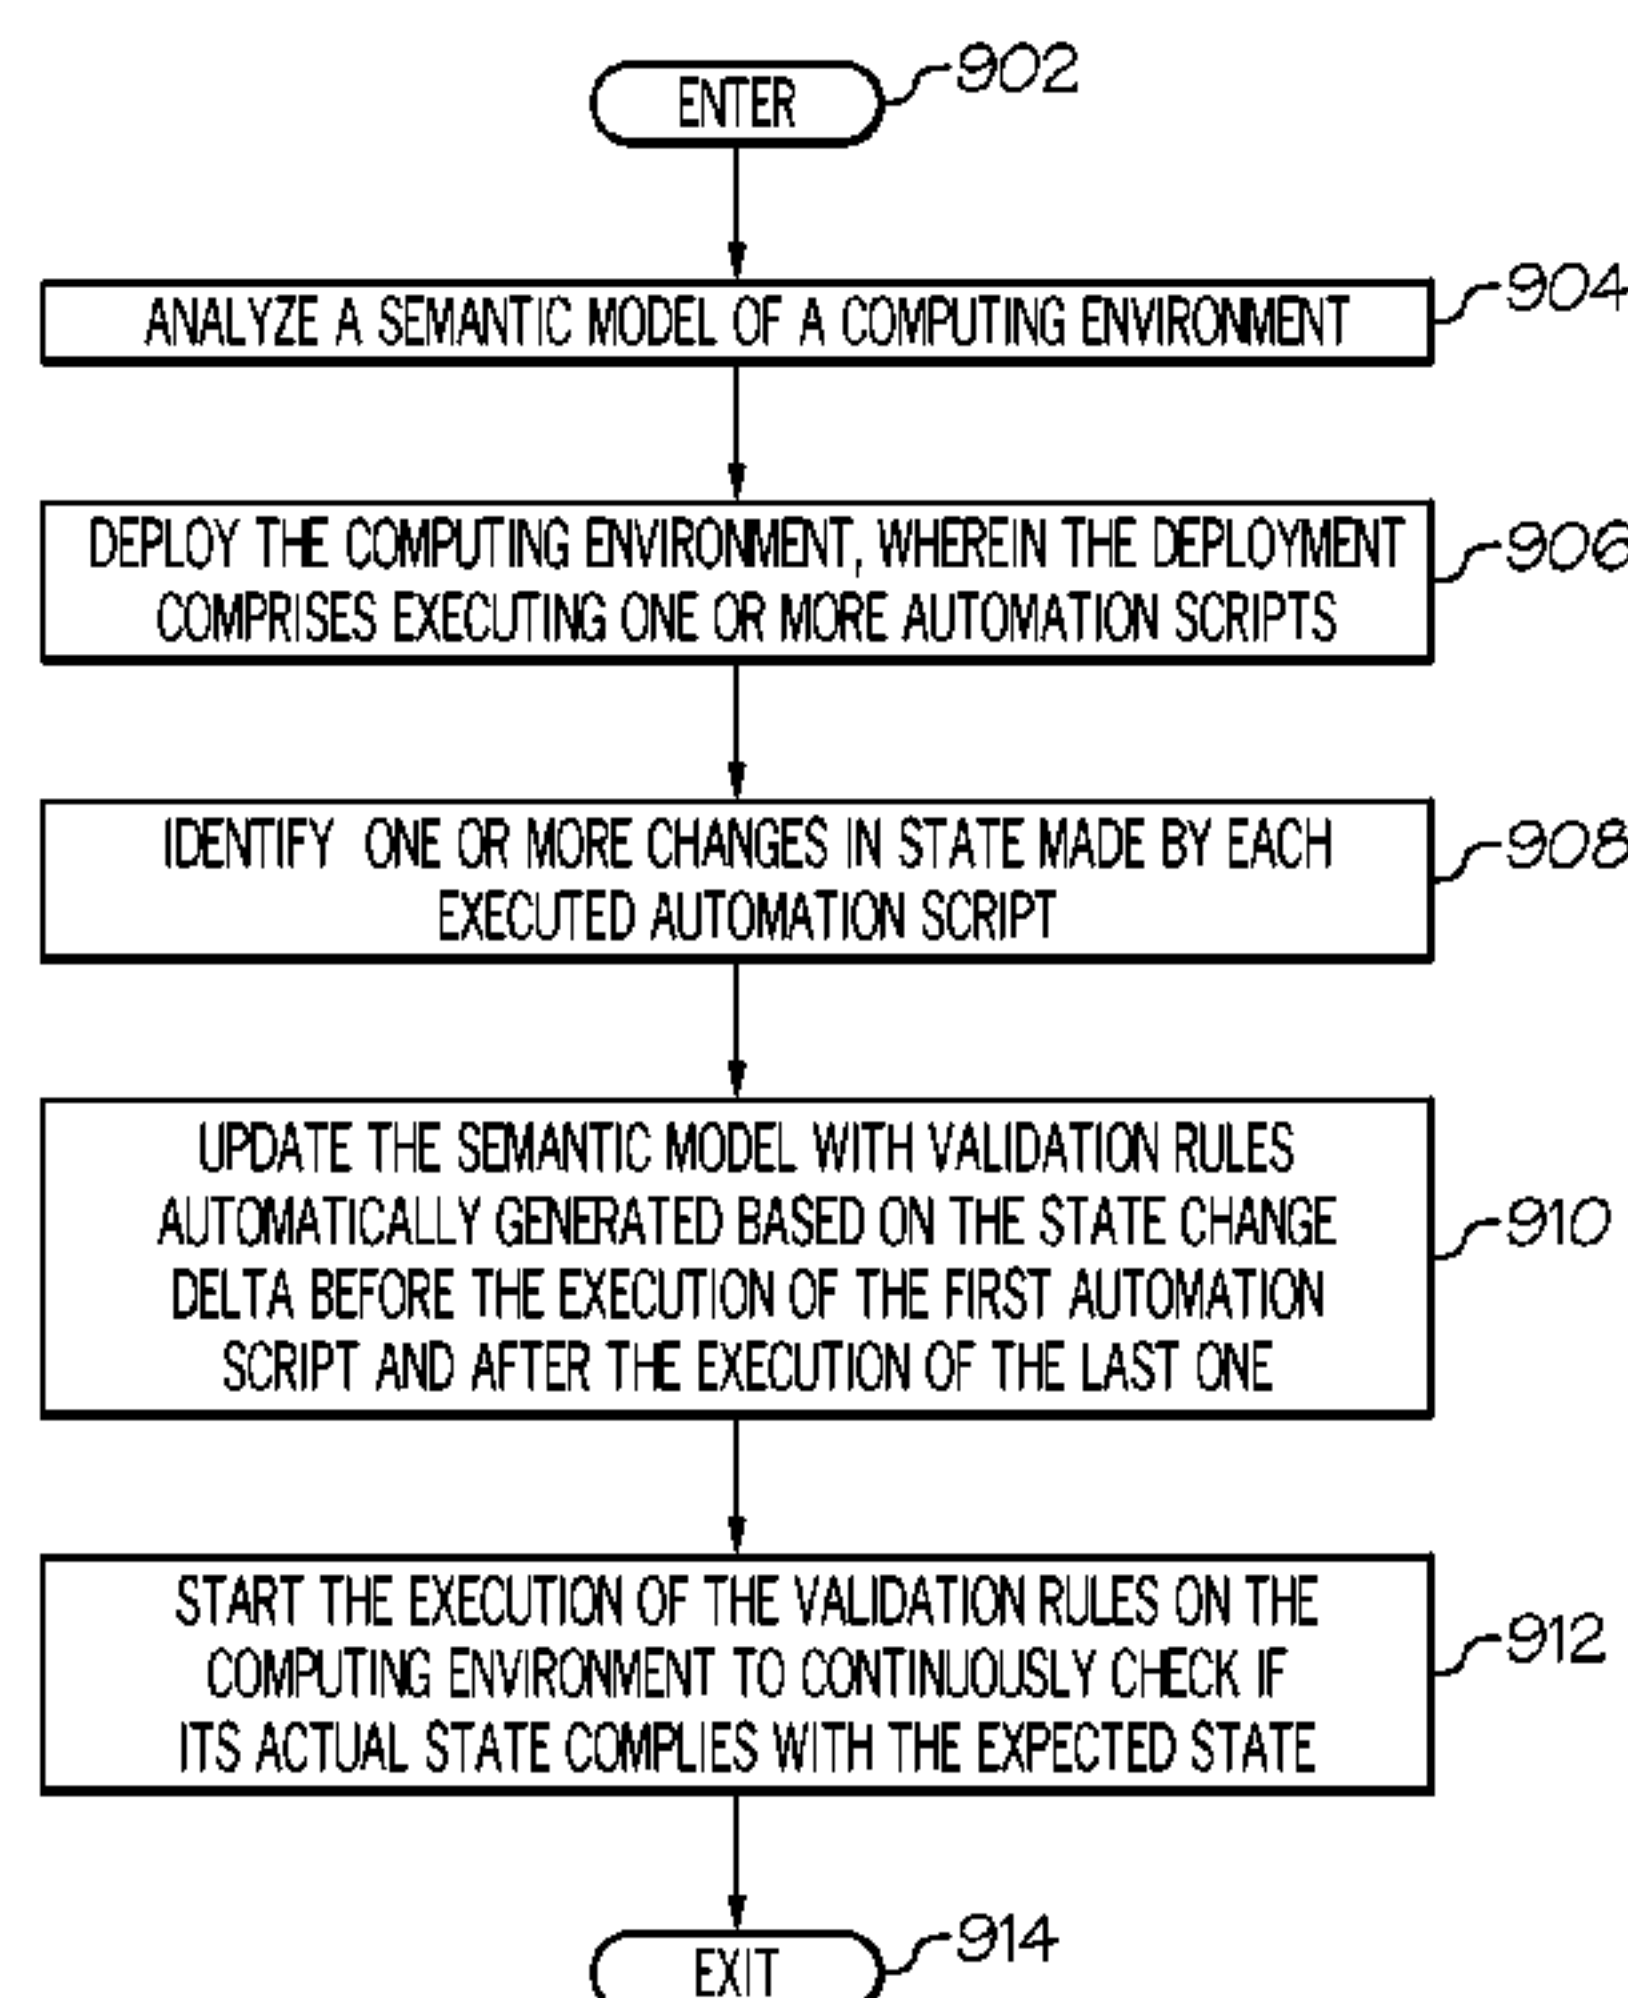 ENTER
902
ANALYZE A SEMANTIC MODEL OF A COMPUTING ENVIRONMENT
904
DEPLOY THE COMPUTING ENVIRONMENT, WHEREIN THE DEPLOYMENT
COMPRISES EXECUTING ONE OR MORE AUTOMATION SCRIPTS
906
IDENTIFY ONE OR MORE CHANGES IN STATE MADE BY EACH
EXECUTED AUTOMATION SCRIPT
908
UPDATE THE SEMANTIC MODEL WITH VALIDATION RULES
AUTOMATICALLY GENERATED BASED ON THE STATE CHANGE
DELTA BEFORE THE EXECUTION OF THE FIRST AUTOMATION
SCRIPT AND AFTER THE EXECUTION OF THE LAST ONE
910
START THE EXECUTION OF THE VALIDATION RULES ON THE
COMPUTING ENVIRONMENT TO CONTINUOUSLY CHECK IF
ITS ACTUAL STATE COMPLIES WITH THE EXPECTED STATE
912
EXIT
914